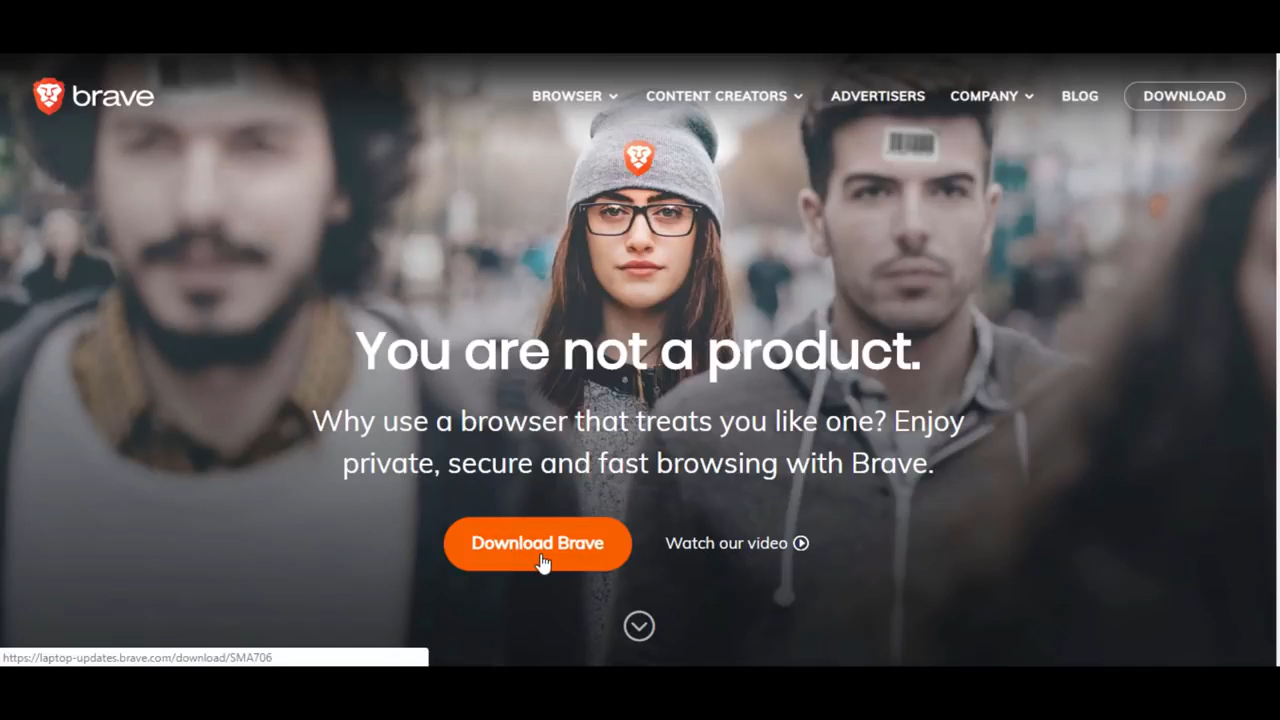 brave
BROWSER
CONTENT CREATORS
ADVERTISERS
COMPANY
BLOG
DOWNLOAD
You are not a product.
Why use a browser that treats you like one? Enjoy
private, secure and fast browsing with Brave.
Download Brave
Watch our video
https://laptop-updates.brave.com/download/SMA706